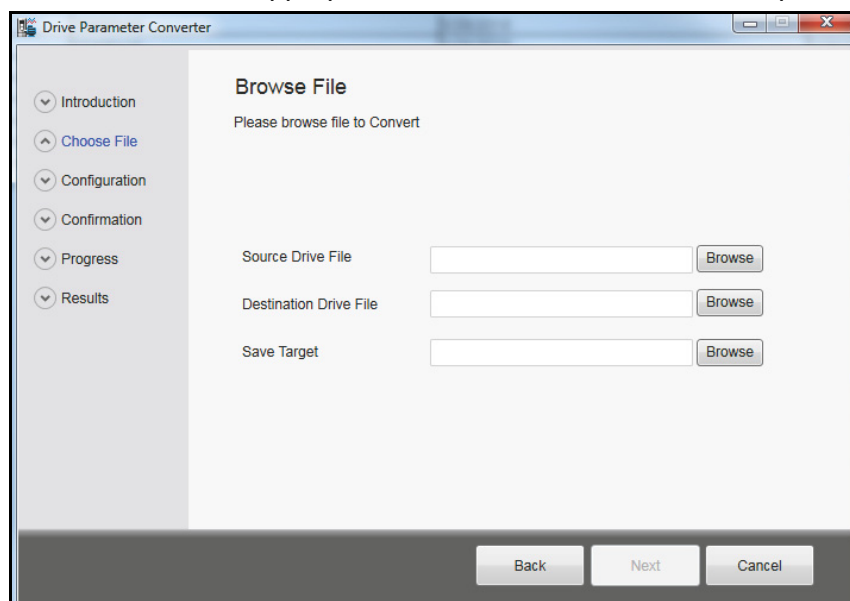 Drive Parameter Converter
Introduction
Choose File
Configuration
Confirmation
Progress
Results
Browse File
Please browse file to Convert
Source Drive File
Browse
Destination Drive File
Browse
Save Target
Browse
Back
Next
Cancel